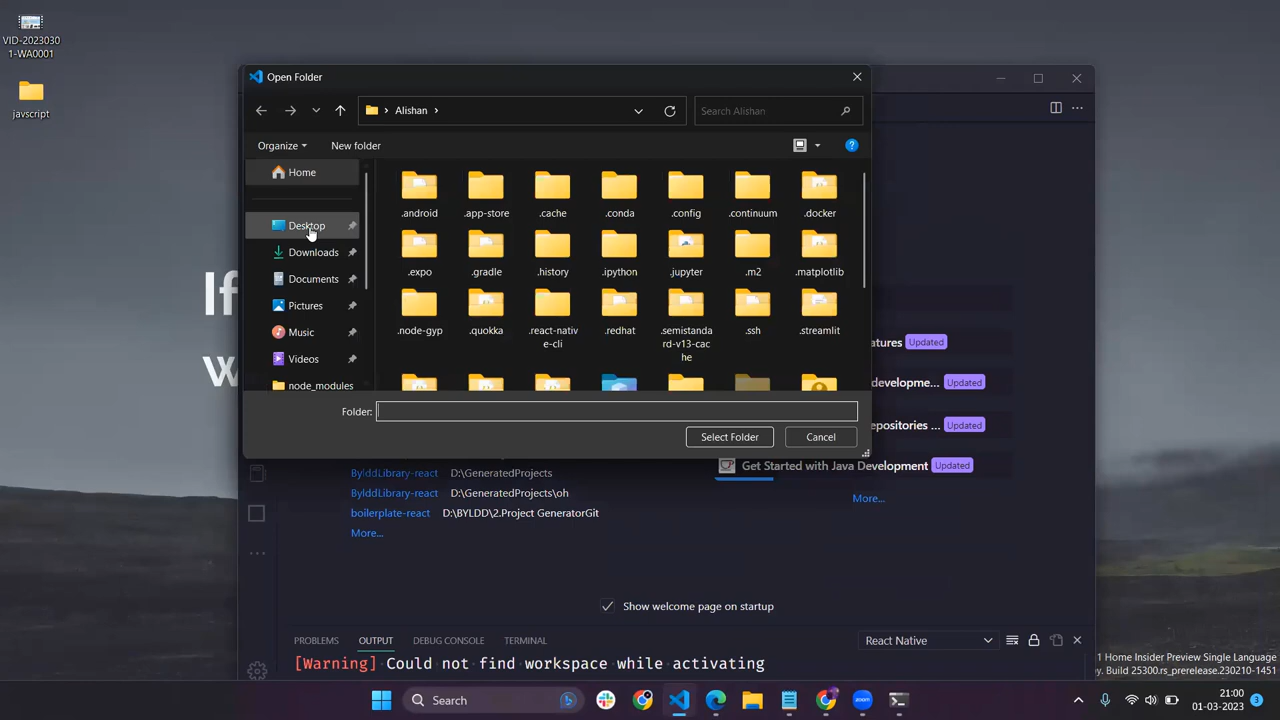 VID-2023030
1-WA0001
javscript
Open Folder
Alishan
Search Alishan
Organize
New folder
Home
Desktop
Downloads
Documents
Pictures
Music
Videos
node_modules
.android
.app-store
.cache
.conda
.config
.continuum
.docker
.expo
.gradle
.history
.ipython
.jupyter
.m2
.matplotlib
.node-gyp
.quokka
.react-nativ
e-cli
.redhat
.semistanda
rd-v13-cac
he
.ssh
.streamlit
Folder:
Select Folder
Cancel
If
w
atures Updated
developme... Updated
epositories ... Updated
Get Started with Java Development Updated
More...
ByIddLibrary-react D:\GeneratedProjects
ByIddLibrary-react D:\GeneratedProjects\oh
boilerplate-react D:\BYLDD\2.Project GeneratorGit
More...
Show welcome page on startup
PROBLEMS OUTPUT DEBUG CONSOLE TERMINAL
React Native
[Warning] Could not find workspace while activating
1 Home Insider Preview Single Language
Build 25300.rs_prerelease.230210-1451
Search
21:00
01-03-2023
3